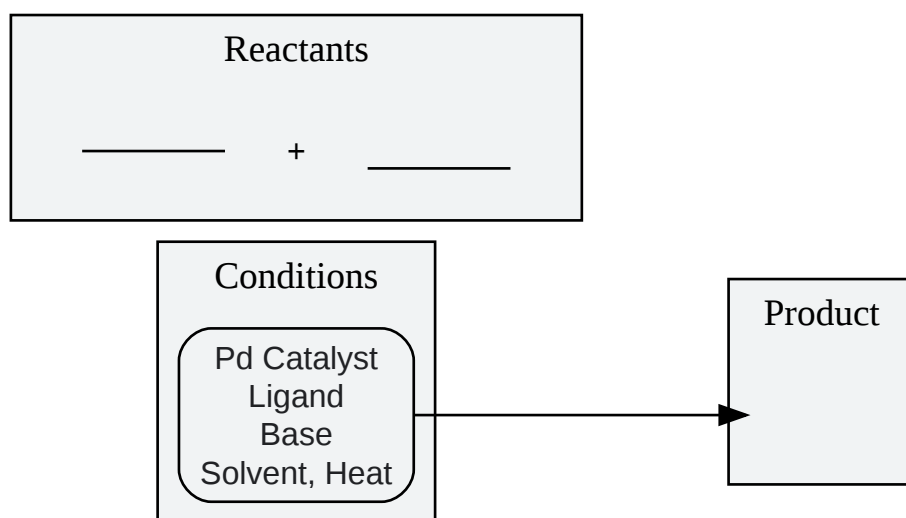 Reactants
+
Conditions
Pd Catalyst
Ligand
Base
Solvent, Heat
Product